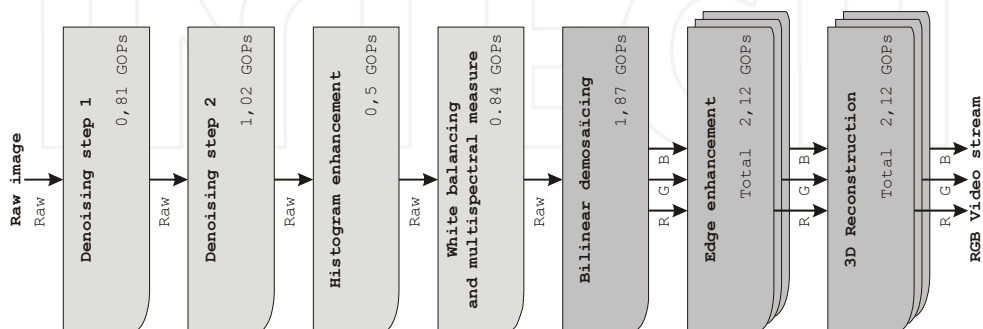 Raw image
Raw
Denoising step 1
0,81 GOPs
Raw
Denoising step 2
1,02 GOPs
Raw
Histogram enhancement
0,5 GOPs
Raw
White balancing
and multispectral measure
0.84 GOPs
Raw
Bilinear demosaïcing
1,87 GOPs
R G B
Edge enhancement
Total 2,12 GOPs
R G B
3D Reconstruction
Total 2,12 GOPs
R G B
RGB Video stream